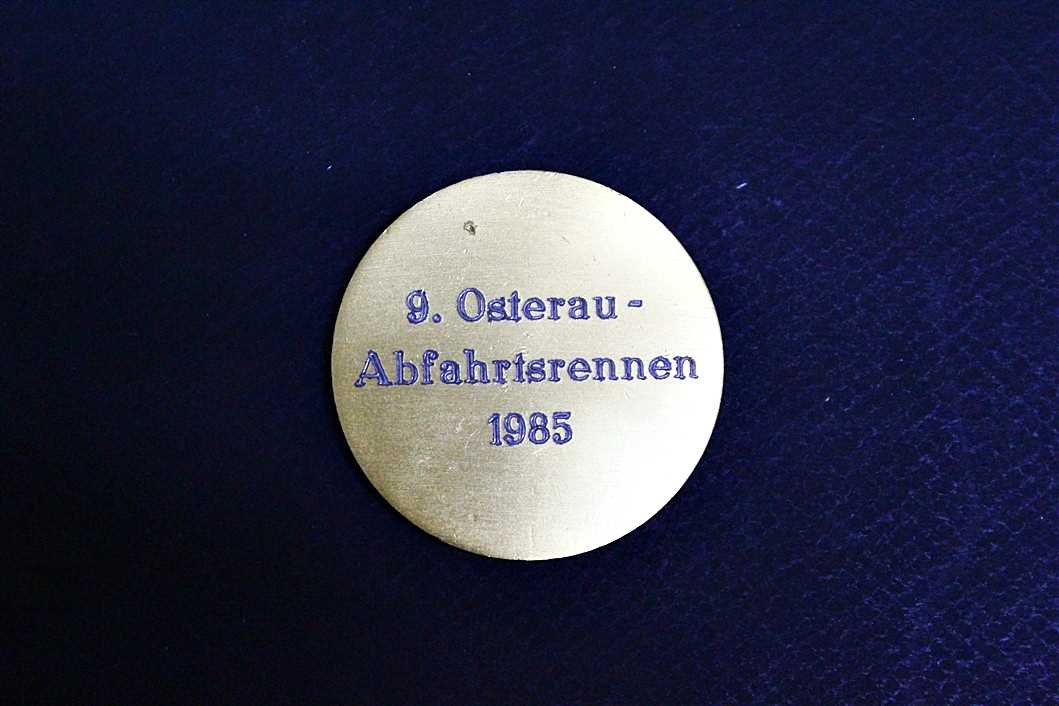 9. Osterau -
Abfahrtsrennen
1985